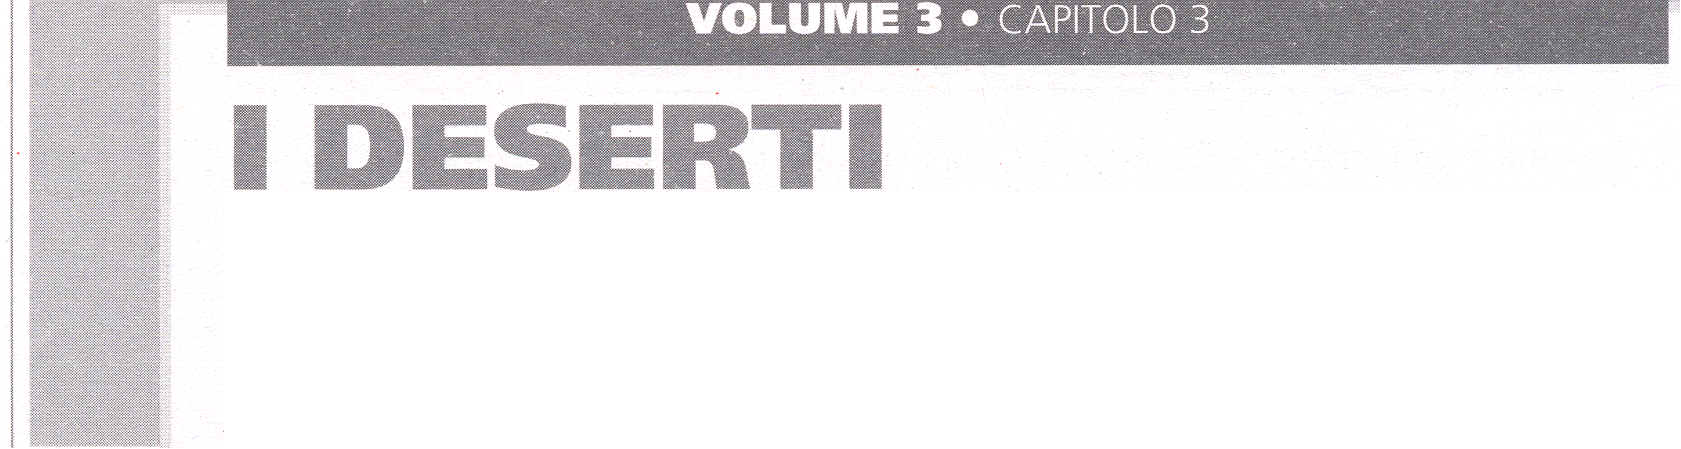 VOLUME 3 • CAPITOLO 3
I DESERTI